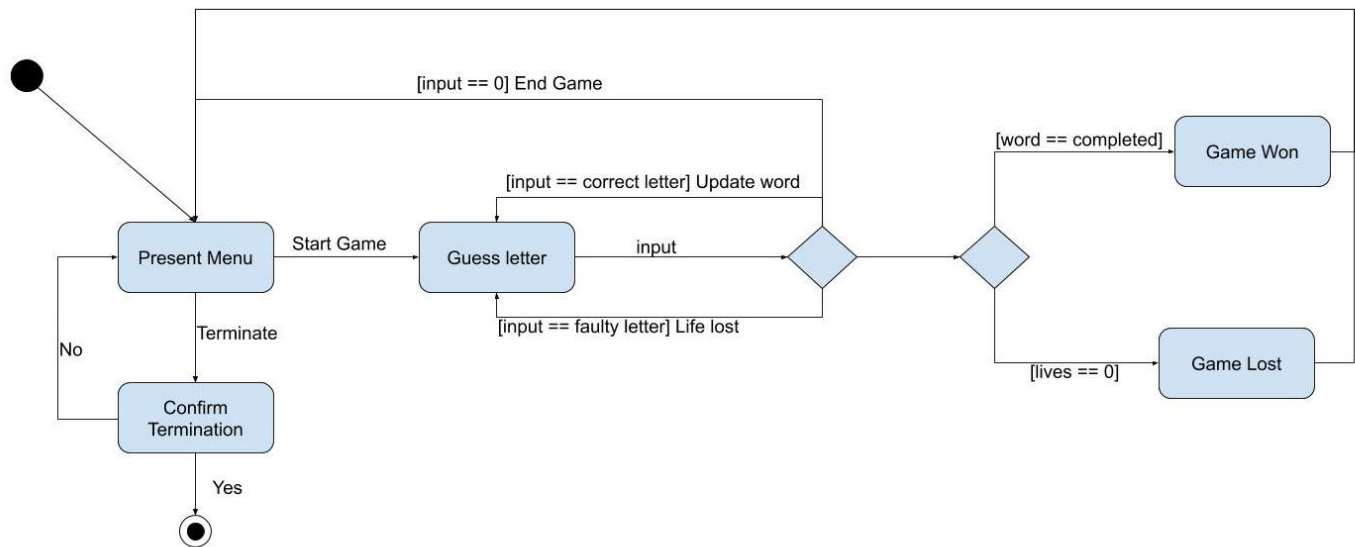 [input == 0] End Game
[word == completed]
Game Won
[input == correct letter] Update word
Present Menu
Start Game
Guess letter
input
[input == faulty letter] Life lost
Terminate
No
[lives == 0]
Game Lost
Confirm
Termination
Yes